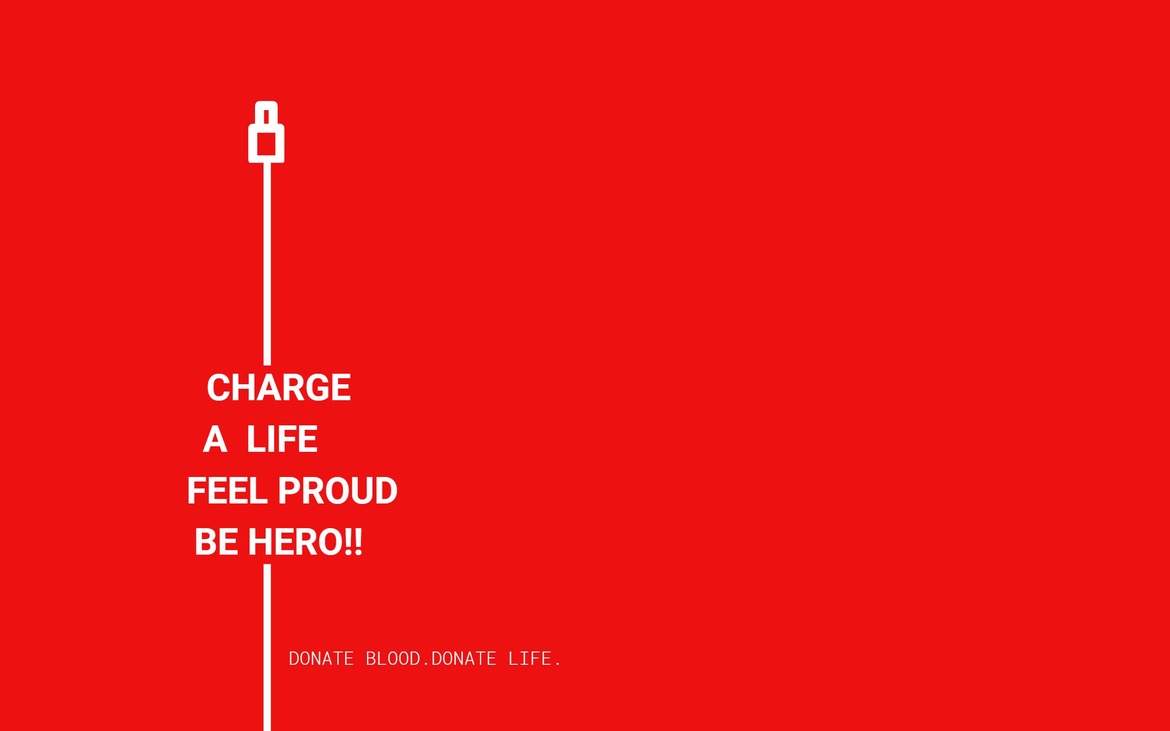 CHARGE
A LIFE
FEEL PROUD
BE HERO!!
DONATE BLOOD.DONATE LIFE.